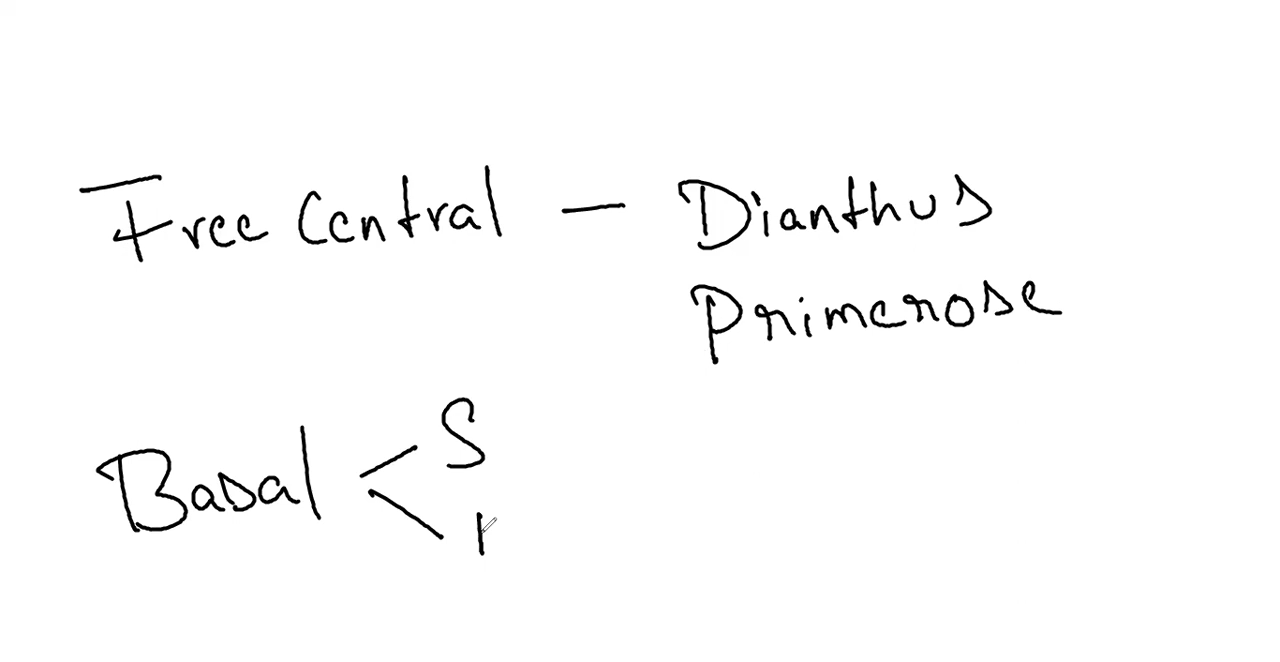 Free Central — Dianthus
Primerose
Basal < S